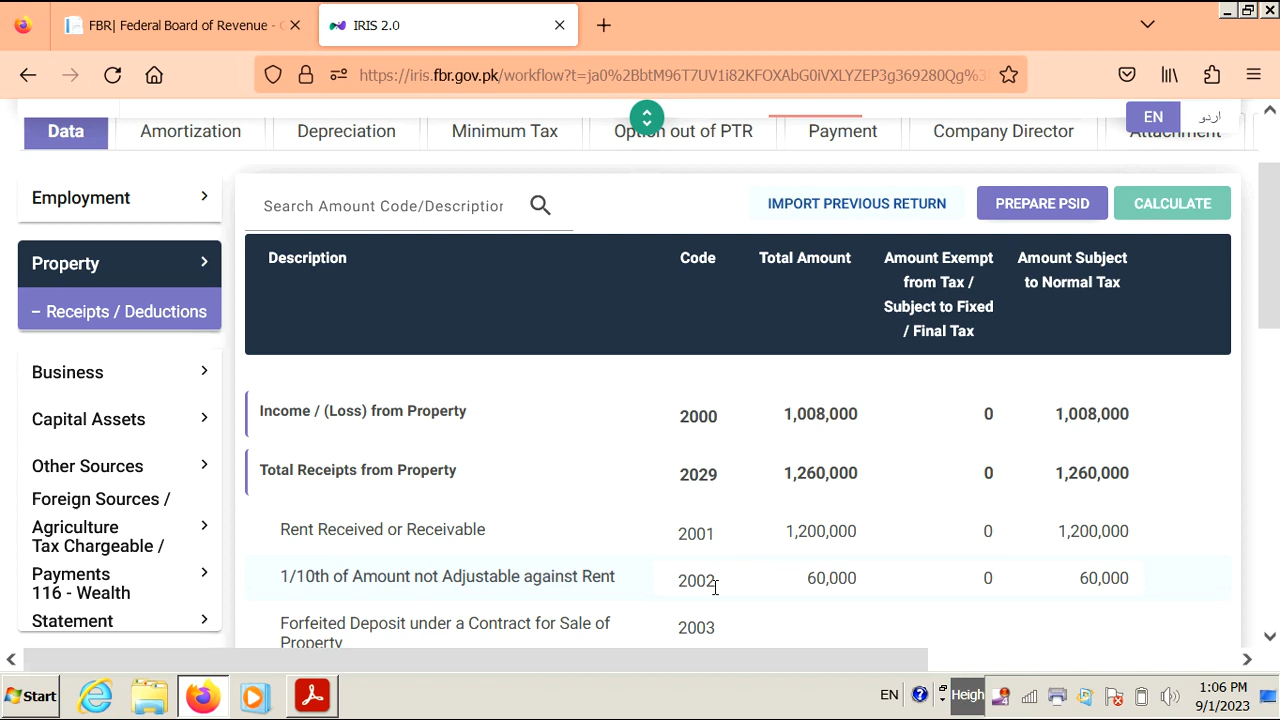 FBR| Federal Board of Revenue -
IRIS 2.0
https://iris.fbr.gov.pk/workflow?t=ja0%2BbtM96T7UV1i82KFOXAbG0iVXLYZEP3g369280Qg%3
Data
Amortization
Depreciation
Minimum Tax
Option out of PTR
Payment
Company Director
Attachment
EN
اردو
Employment
Property
– Receipts / Deductions
Business
Capital Assets
Other Sources
Foreign Sources /
Agriculture
Tax Chargeable /
Payments
116 - Wealth
Statement
Search Amount Code/Description
IMPORT PREVIOUS RETURN
PREPARE PSID
CALCULATE
Description
Code
Total Amount
Amount Exempt
from Tax /
Subject to Fixed
/ Final Tax
Amount Subject
to Normal Tax
Income / (Loss) from Property 2000 1,008,000 0 1,008,000
Total Receipts from Property 2029 1,260,000 0 1,260,000
Rent Received or Receivable 2001 1,200,000 0 1,200,000
1/10th of Amount not Adjustable against Rent 2002 60,000 0 60,000
Forfeited Deposit under a Contract for Sale of 2003
Property
Start
EN
Heigh
1:06 PM
9/1/2023